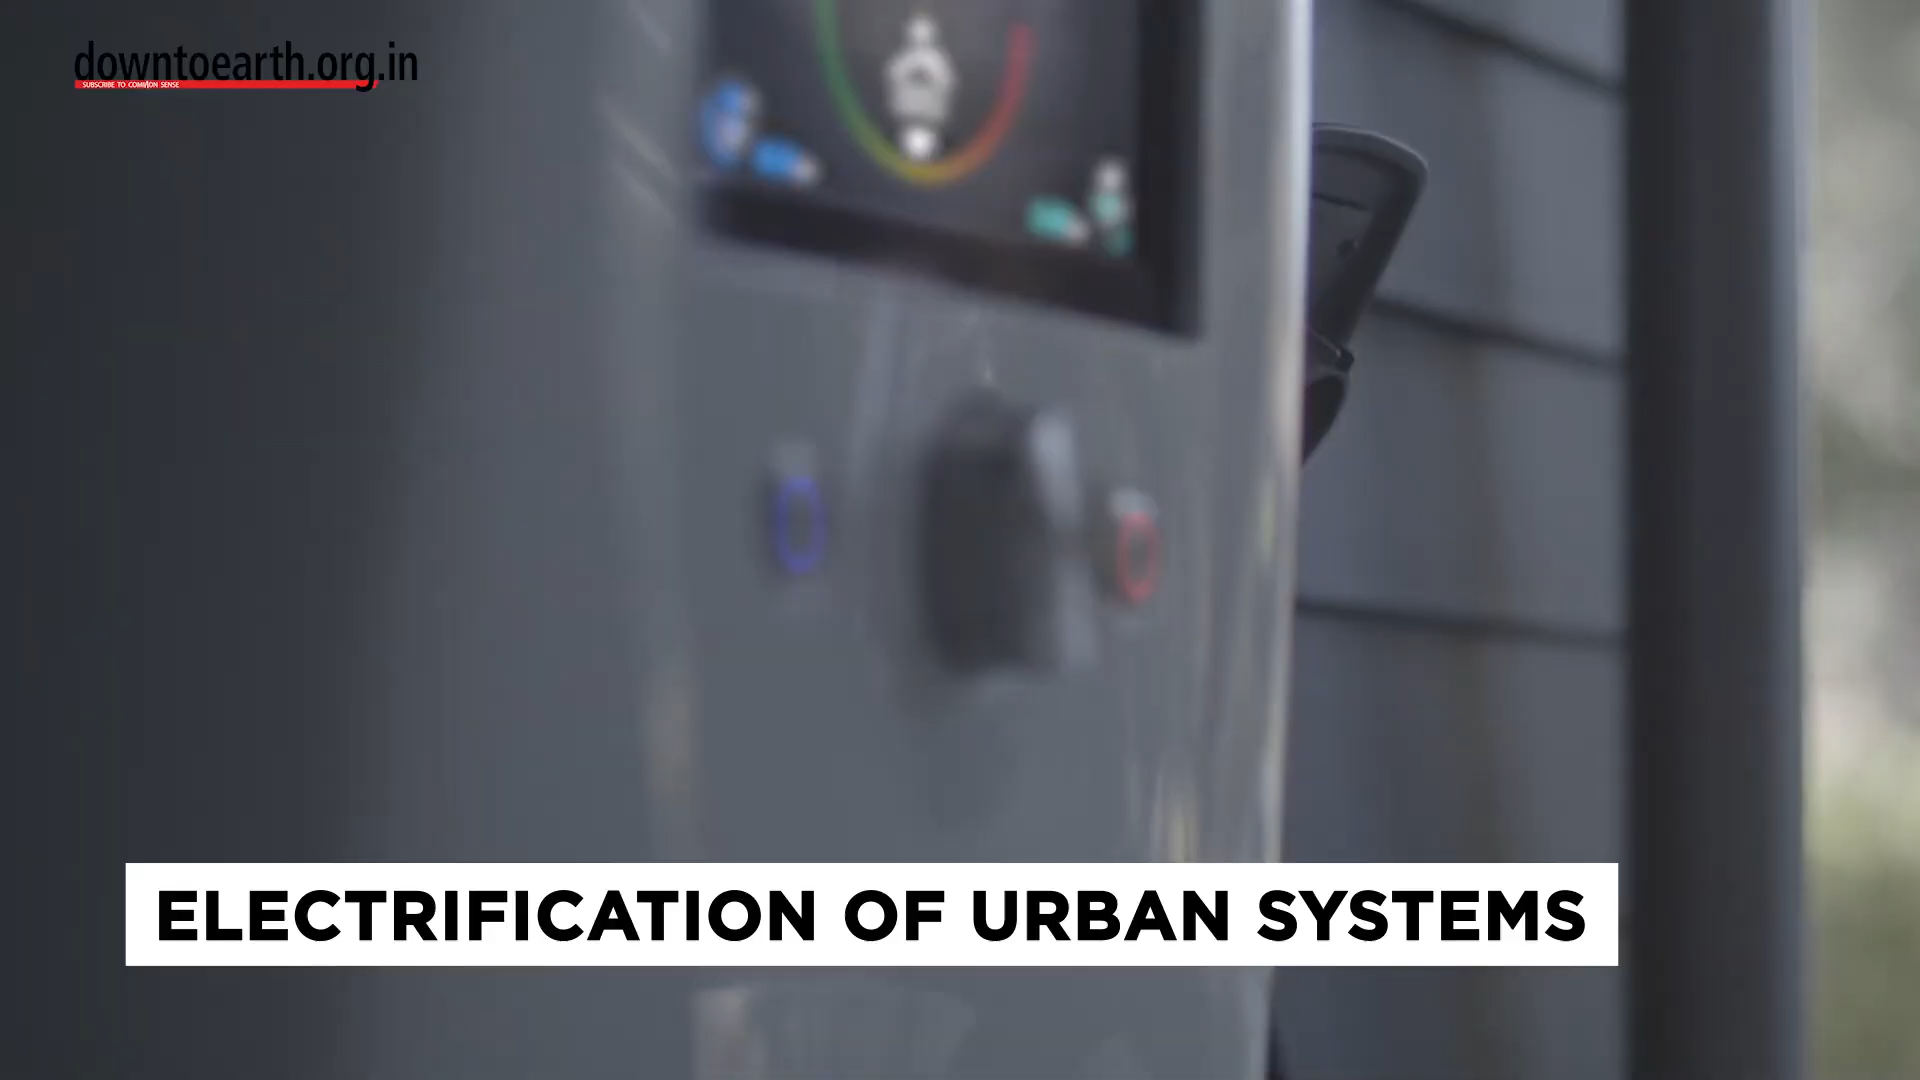 downtoearth.org.in
SUBSCRIBE TO COMMON SENSE
ELECTRIFICATION OF URBAN SYSTEMS